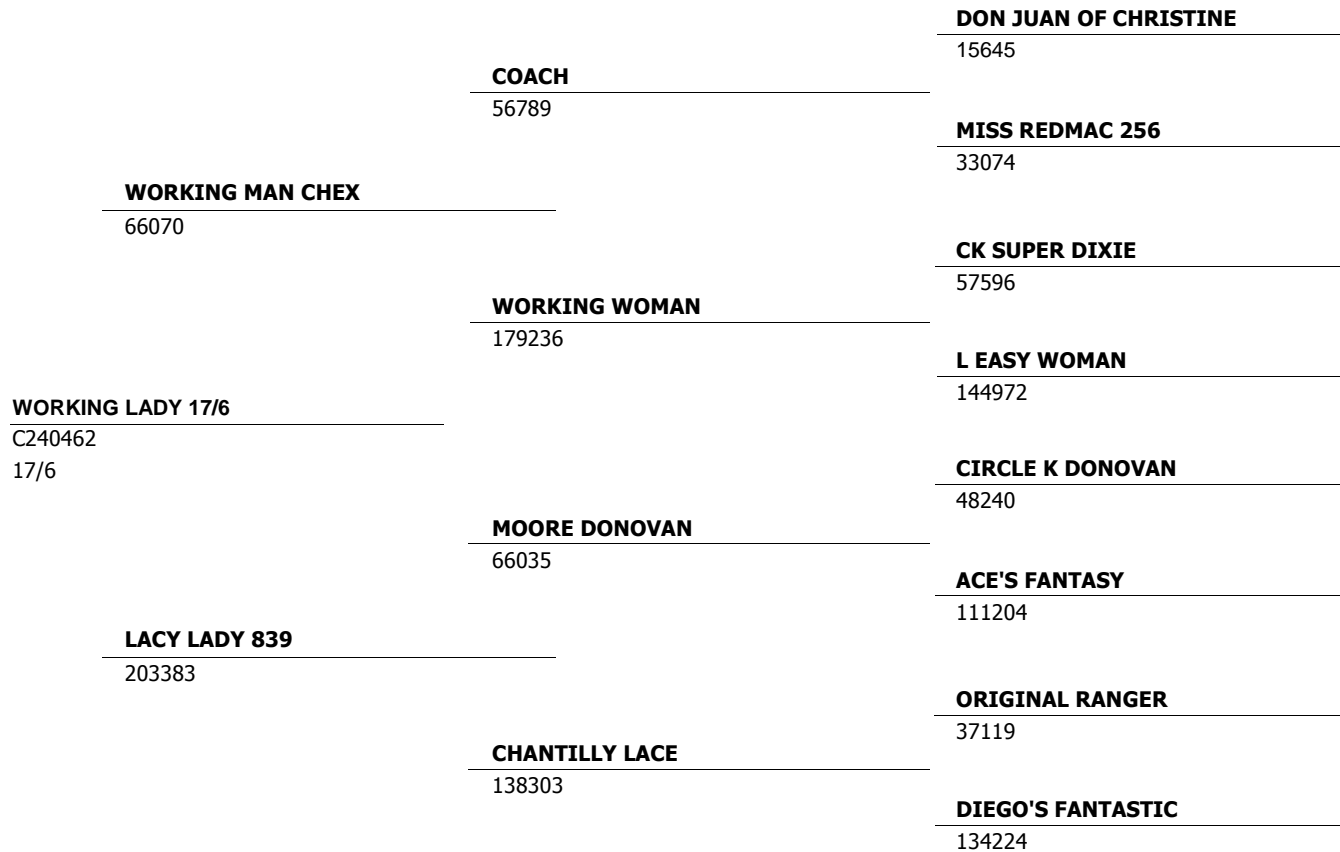 DON JUAN OF CHRISTINE
15645
COACH
56789
MISS REDMAC 256
33074
WORKING MAN CHEX
66070
CK SUPER DIXIE
57596
WORKING WOMAN
179236
L EASY WOMAN
144972
WORKING LADY 17/6
C240462
17/6
CIRCLE K DONOVAN
48240
MOORE DONOVAN
66035
ACE'S FANTASY
111204
LACY LADY 839
203383
ORIGINAL RANGER
37119
CHANTILLY LACE
138303
DIEGO'S FANTASTIC
134224